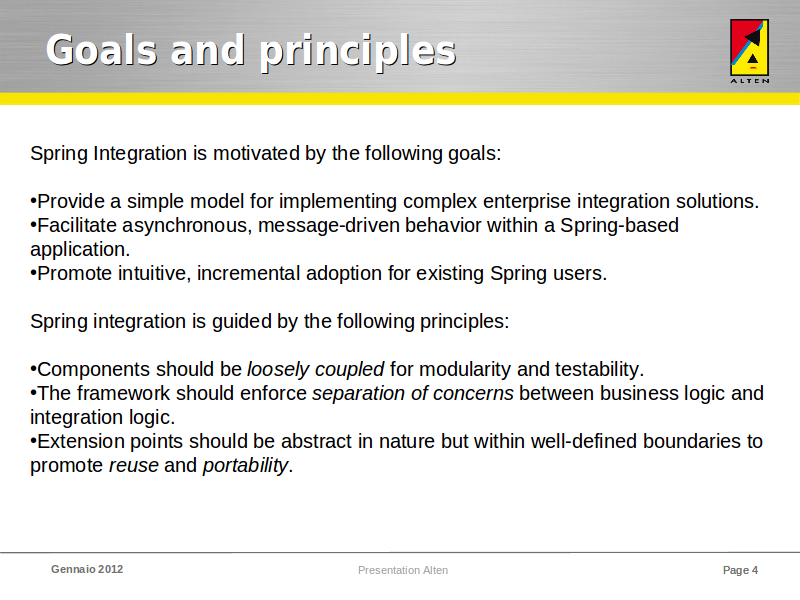 Goals and principles
ALTEN
Spring Integration is motivated by the following goals:
•Provide a simple model for implementing complex enterprise integration solutions.
•Facilitate asynchronous, message-driven behavior within a Spring-based
application.
•Promote intuitive, incremental adoption for existing Spring users.
Spring integration is guided by the following principles:
•Components should be loosely coupled for modularity and testability.
•The framework should enforce separation of concerns between business logic and
integration logic.
•Extension points should be abstract in nature but within well-defined boundaries to
promote reuse and portability.
Gennaio 2012
Presentation Alten
Page 4